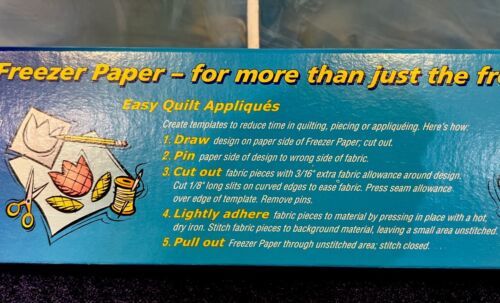 Freezer Paper – for more than just the fr
Easy Quilt Appliqués
Create templates to reduce time in quilting, piecing or appliquéing. Here's how:
1. Draw design on paper side of Freezer Paper; cut out.
2. Pin paper side of design to wrong side of fabric.
3. Cut out fabric pieces with 3/16" extra fabric allowance around design.
Cut 1/8" long slits on curved edges to ease fabric. Press seam allowance
over edge of template. Remove pins.
4. Lightly adhere fabric pieces to material by pressing in place with a hot,
dry iron. Stitch fabric pieces to background material, leaving a small area unstitched.
5. Pull out Freezer Paper through unstitched area; stitch closed.